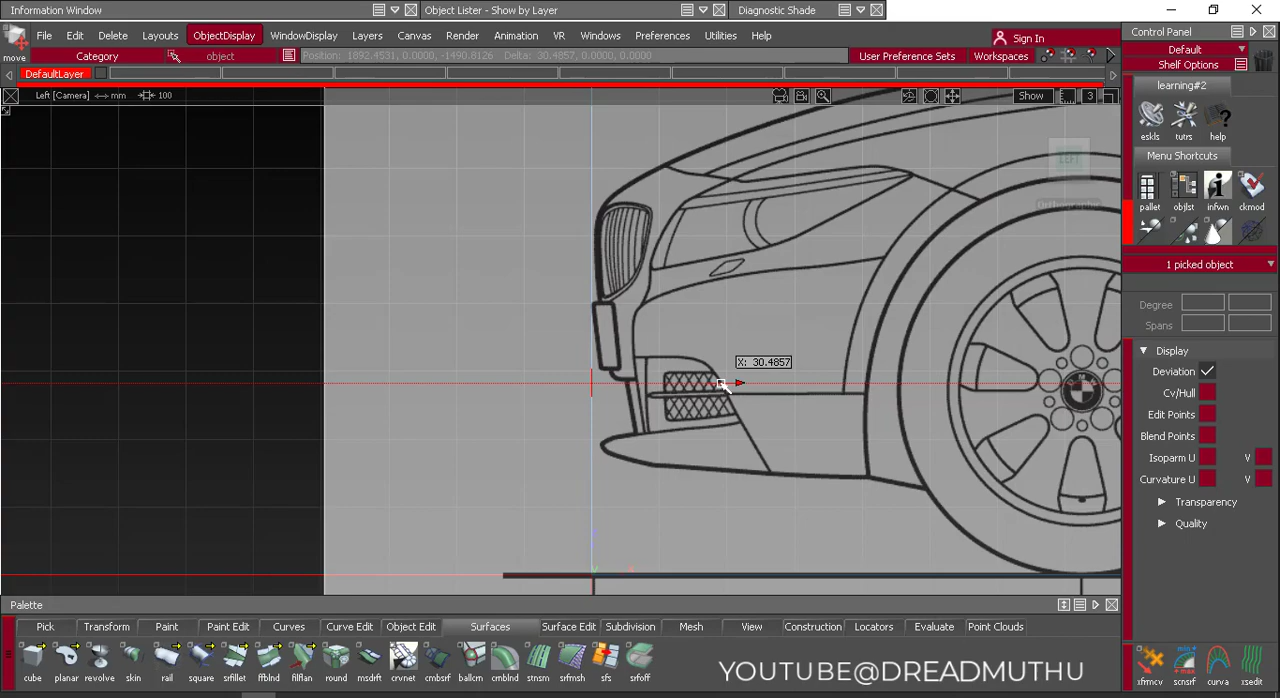 Information Window
Object Lister - Show by Layer
Diagnostic Shade
File Edit Delete Layouts ObjectDisplay WindowDisplay Layers Canvas Render Animation VR Windows Preferences Utilities Help
Sign In
move
Category
object
Position: 1892.4531, 0.0000, -1490.8126 Delta: 30.4857, 0.0000, 0.0000
User Preference Sets
Workspaces
DefaultLayer
Left [Camera] mm 100
Show
3
X: 30.4857
Control Panel
Default
Shelf Options
learning#2
eskls tutrs help
Menu Shortcuts
pallet objlst infwn ckmod
1 picked object
Degree
Spans
Display
Deviation
Cv/Hull
Edit Points
Blend Points
Isoparm U V
Curvature U V
Transparency
Quality
xfrmcv scnsrf curva xsedit
Palette
Pick Transform Paint Paint Edit Curves Curve Edit Object Edit Surfaces Surface Edit Subdivision Mesh View Construction Locators Evaluate Point Clouds
cube planar revolve skin rail square srfillet ffblnd filflan round msdrft crvnet cmbsrf ballcrn cnblnd stnsrn srfmsh sfs srfoff
YOUTUBE@DREADMUTHU